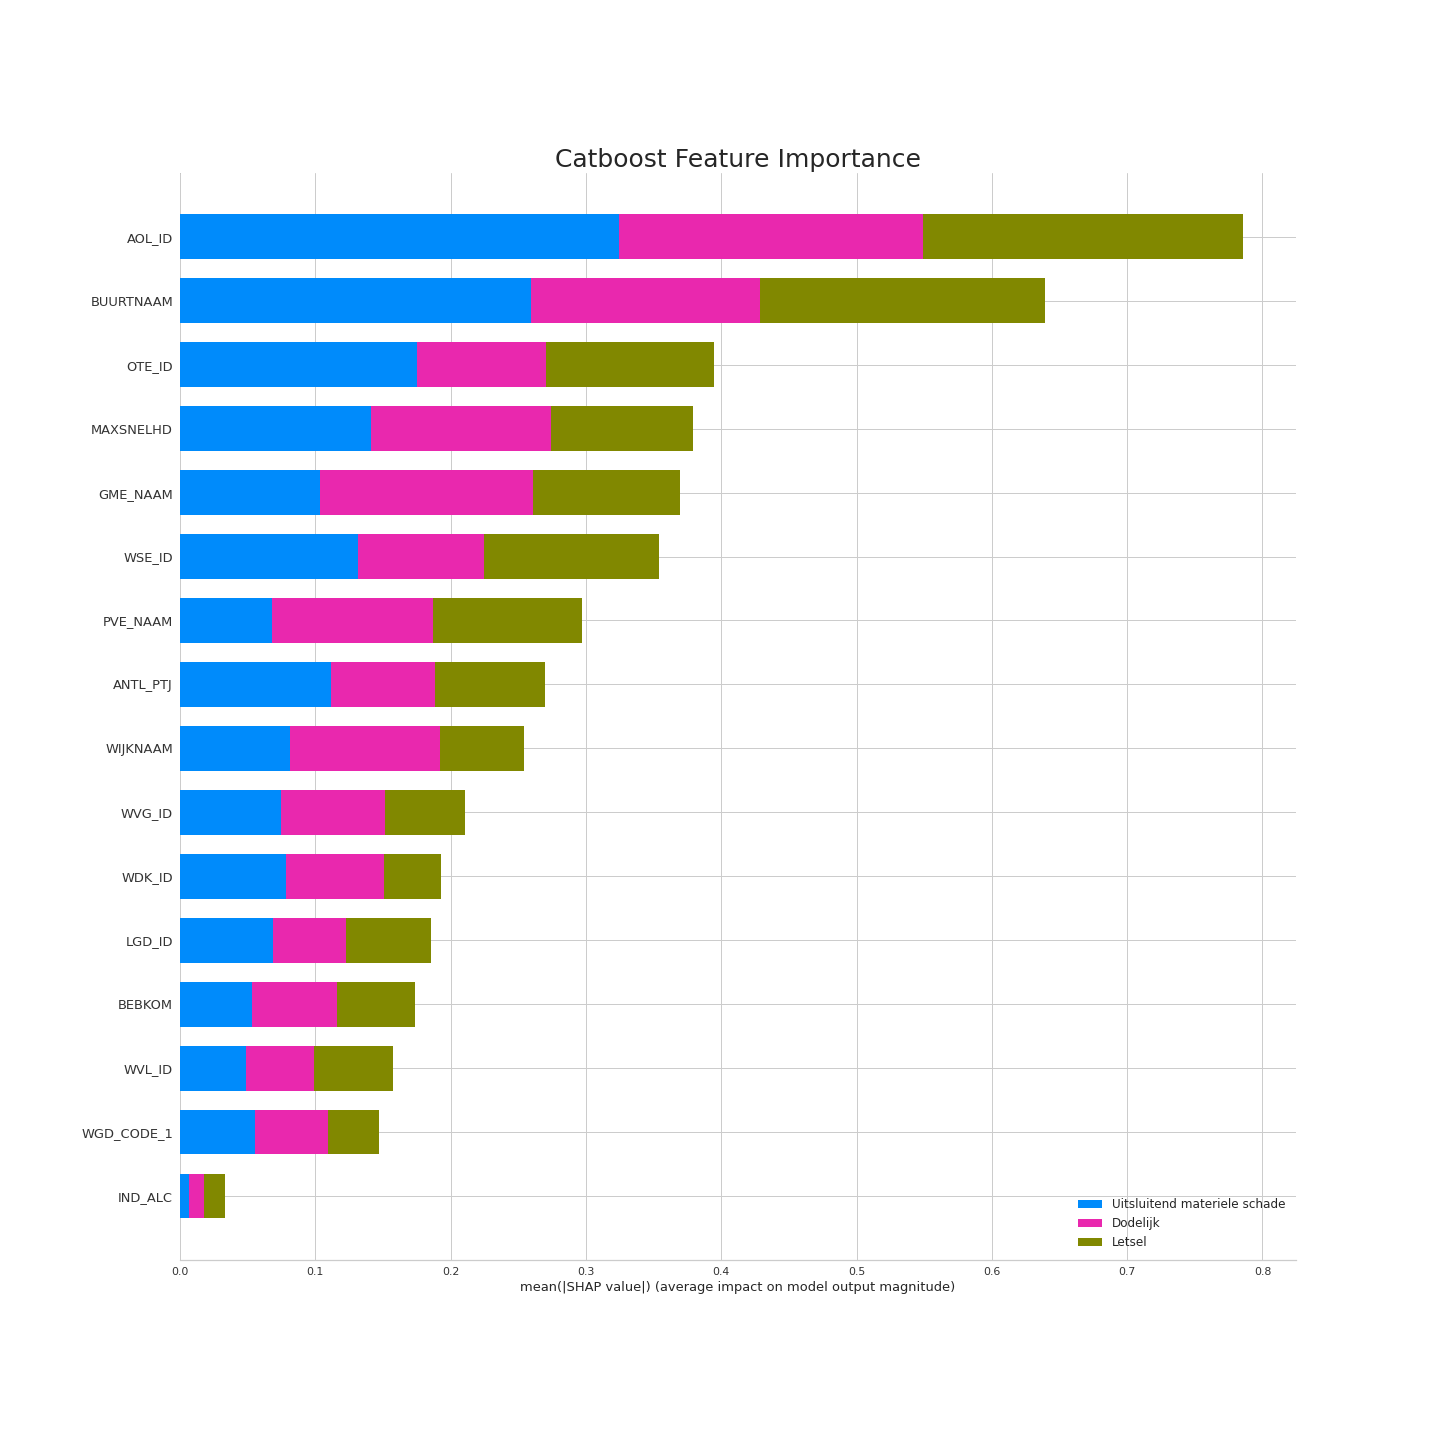 Catboost Feature Importance
AOL_ID
BUURTNAAM
OTE_ID
MAXSNELHD
GME_NAAM
WSE_ID
PVE_NAAM
ANTL_PTJ
WIJKNAAM
WVG_ID
WDK_ID
LGD_ID
BEBKOM
WVL_ID
WGD_CODE_1
IND_ALC
Uitsluitend materiele schade
Dodelijk
Letsel
0.0 0.1 0.2 0.3 0.4 0.5 0.6 0.7 0.8
mean(|SHAP value|) (average impact on model output magnitude)